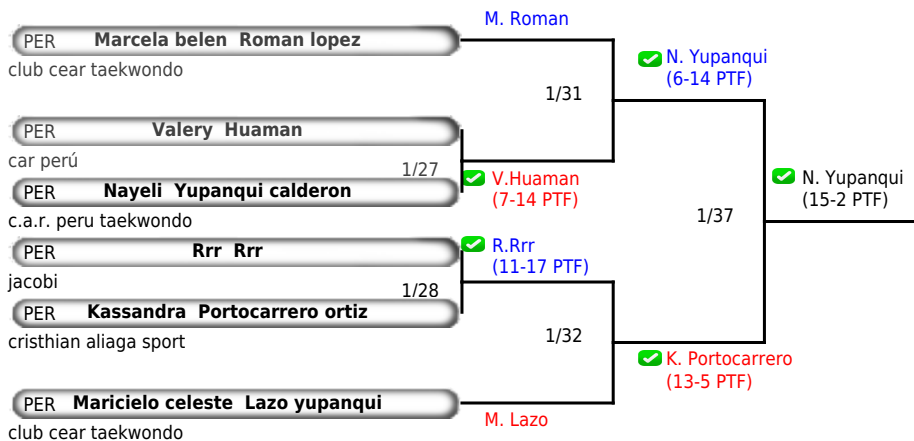 M. Roman
PER Marcela belen Roman lopez
club cear taekwondo
N. Yupanqui
(6-14 PTF)
1/31
PER Valery Huaman
car perú
1/27
V.Huaman
(7-14 PTF)
PER Nayeli Yupanqui calderon
c.a.r. peru taekwondo
N. Yupanqui
(15-2 PTF)
1/37
PER Rrr Rrr
jacobi
R.Rrr
(11-17 PTF)
1/28
PER Kassandra Portocarrero ortiz
cristhian aliaga sport
1/32
K. Portocarrero
(13-5 PTF)
PER Maricielo celeste Lazo yupanqui
club cear taekwondo
M. Lazo